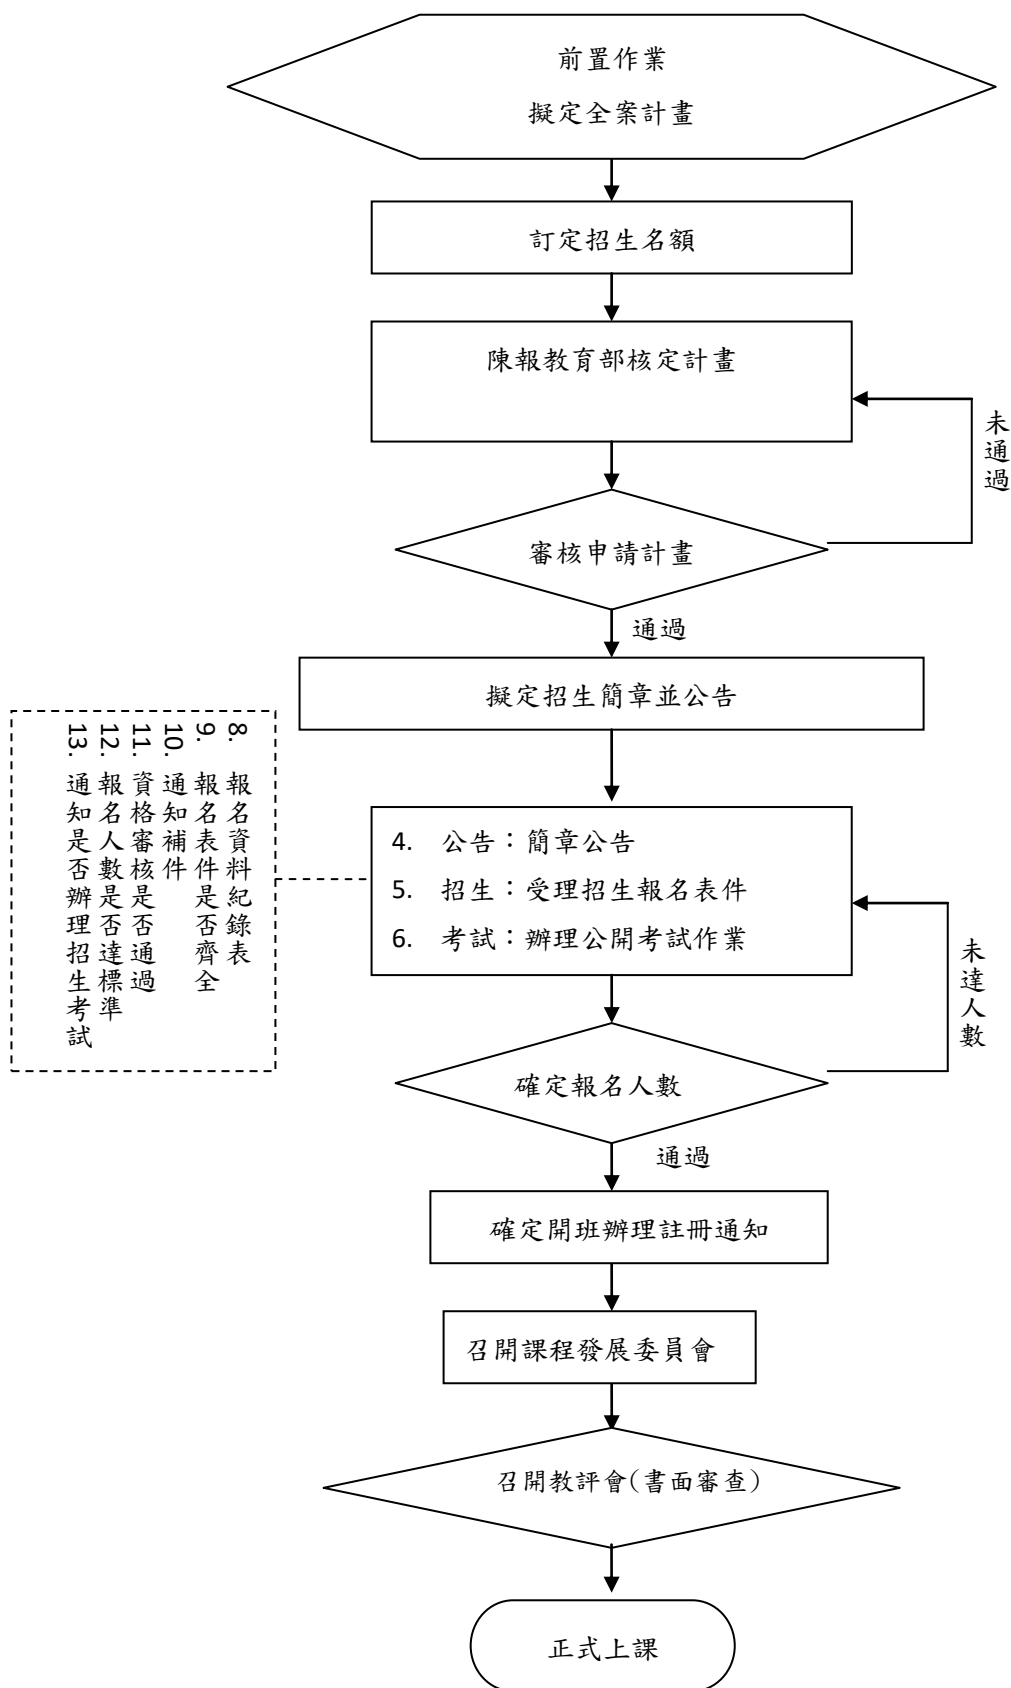 前置作業
擬定全案計畫
訂定招生名額
陳報教育部核定計畫
未通過
審核申請計畫
通過
擬定招生簡章並公告
8. 報名資料紀錄表
9. 報名表件是否齊全
10. 通知補件
11. 資格審核是否通過
12. 報名人數是否達標準
13. 通知是否辦理招生考試
4. 公告：簡章公告
5. 招生：受理招生報名表件
6. 考試：辦理公開考試作業
未達人數
確定報名人數
通過
確定開班辦理註冊通知
召開課程發展委員會
召開教評會(書面審查)
正式上課